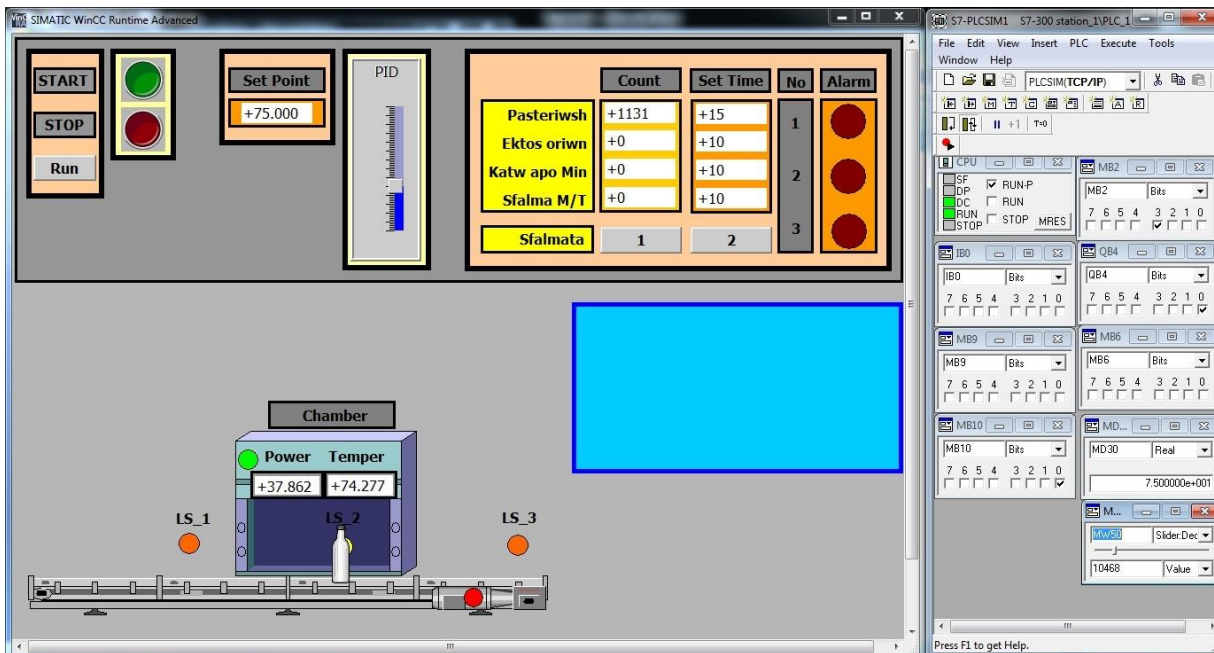 SIMATIC WinCC Runtime Advanced
START
STOP
Run
Set Point
+75.000
PID
Count
Set Time
No
Alarm
Pasteriwsh
+1131
+15
1
Ektos oriwn
+0
+10
Katw apo Min
+0
+10
2
Sfalma M/T
+0
+10
Sfalmata
1
2
3
Chamber
Power
Temper
+37.862
+74.277
LS_1
LS_2
LS_3
S7-PLCSIM1 S7-300 station_1\PLC_1
File Edit View Insert PLC Execute Tools
Window Help
PLCSIM(TCP/IP)
+1
T=0
CPU
SF
DP
DC
RUN
STOP
RUN-P
RUN
STOP
MRES
MB2
MB2
Bits
7 6 5 4 3 2 1 0
IB0
IB0
Bits
7 6 5 4 3 2 1 0
QB4
QB4
Bits
7 6 5 4 3 2 1 0
MB9
MB9
Bits
7 6 5 4 3 2 1 0
MB6
MB6
Bits
7 6 5 4 3 2 1 0
MB10
MB10
Bits
7 6 5 4 3 2 1 0
MD...
MD30
Real
7.500000e+001
M...
MW50
Slider:Dec
10468
Value
Press F1 to get Help.